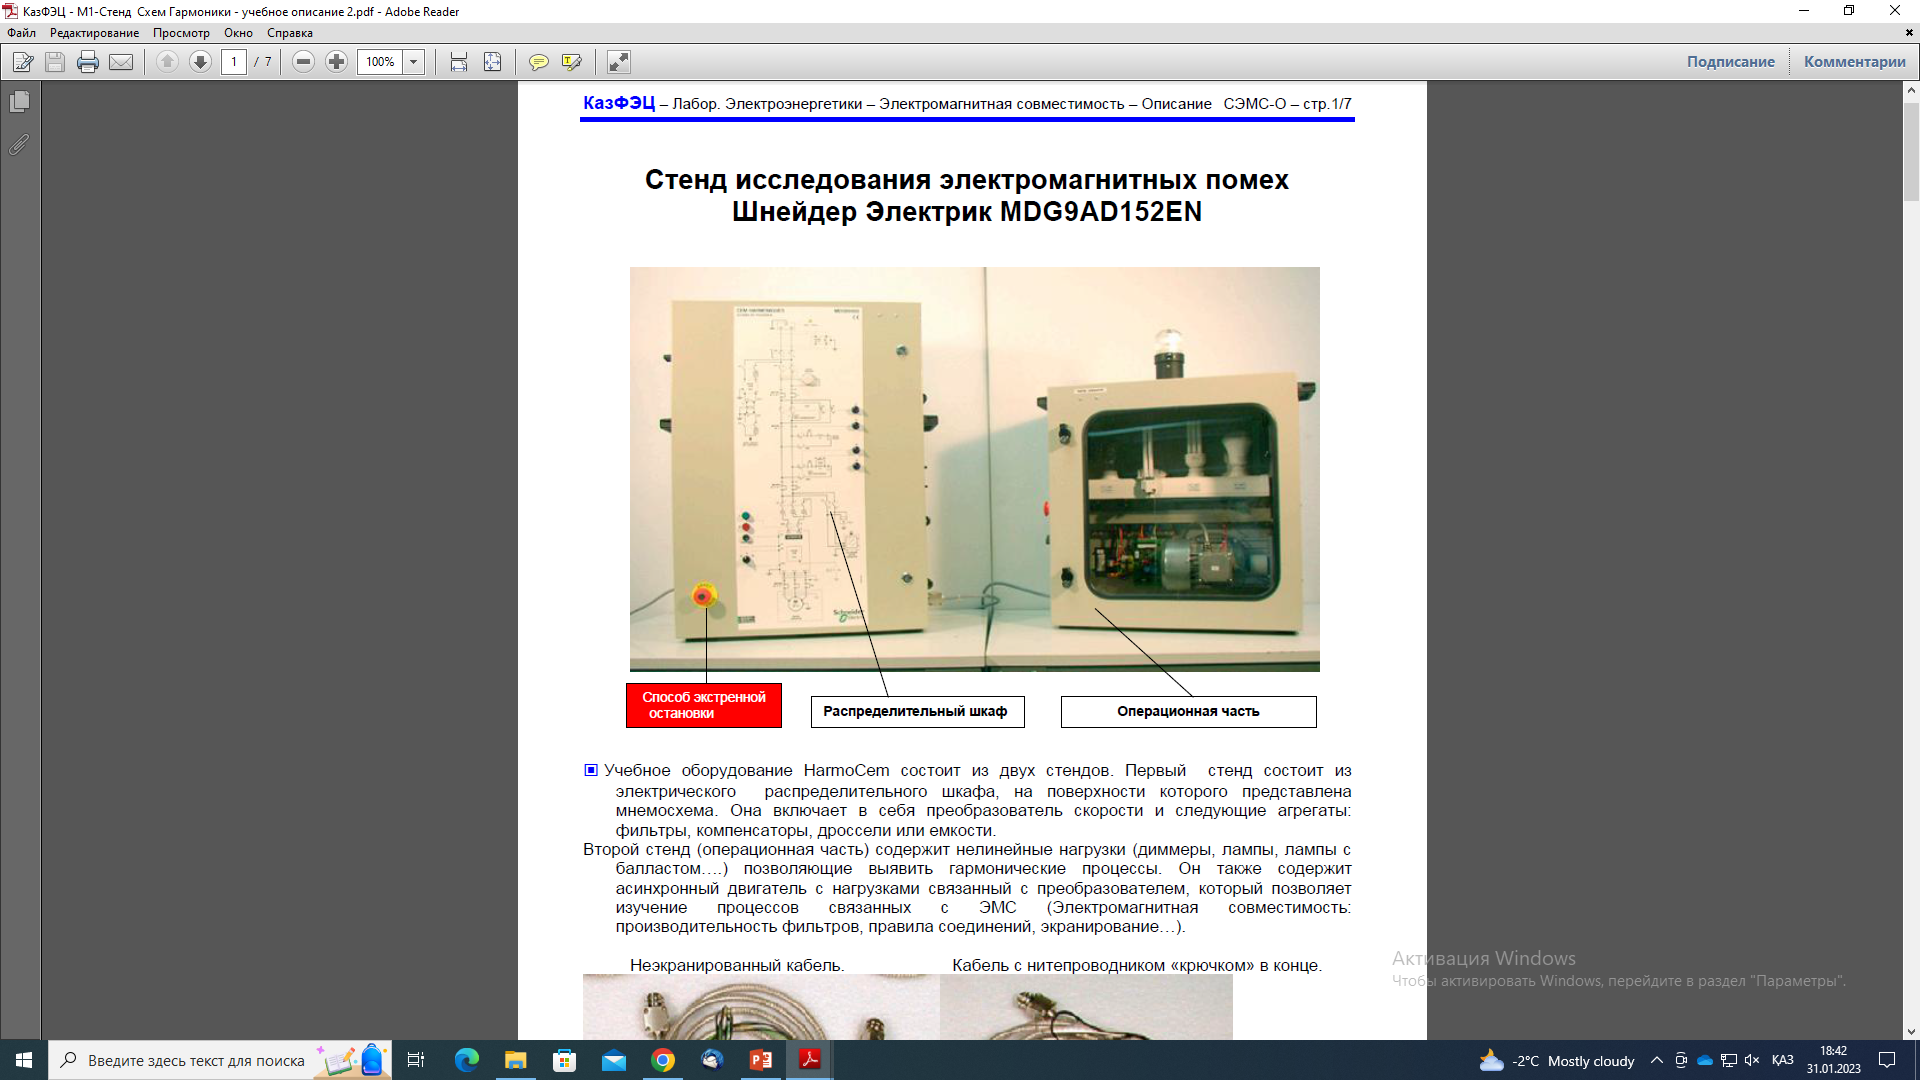 КазФЭЦ - М1-Стенд Схем Гармоники - учебное описание 2.pdf - Adobe Reader
Файл Редактирование Просмотр Окно Справка
1 / 7 100% Подписание Комментарии
КазФЭЦ – Лабор. Электроэнергетики – Электромагнитная совместимость – Описание СЭМС-О – стр.1/7
Стенд исследования электромагнитных помех
Шнейдер Электрик MDG9AD152EN
CEM HARMONIQUES
Schneider
Electric
Способ экстренной
остановки
Распределительный шкаф
Операционная часть
Учебное оборудование HarmoCem состоит из двух стендов. Первый стенд состоит из
электрического распределительного шкафа, на поверхности которого представлена
мнемосхема. Она включает в себя преобразователь скорости и следующие агрегаты:
фильтры, компенсаторы, дроссели или емкости.
Второй стенд (операционная часть) содержит нелинейные нагрузки (диммеры, лампы, лампы с
балластом….) позволяющие выявить гармонические процессы. Он также содержит
асинхронный двигатель с нагрузками связанный с преобразователем, который позволяет
изучение процессов связанных с ЭМС (Электромагнитная совместимость:
производительность фильтров, правила соединений, экранирование…).
Неэкранированный кабель. Кабель с нитепроводником «крючком» в конце.
Активация Windows
Чтобы активировать Windows, перейдите в раздел "Параметры".
Введите здесь текст для поиска
-2°C Mostly cloudy
ҚАЗ
18:42
31.01.2023